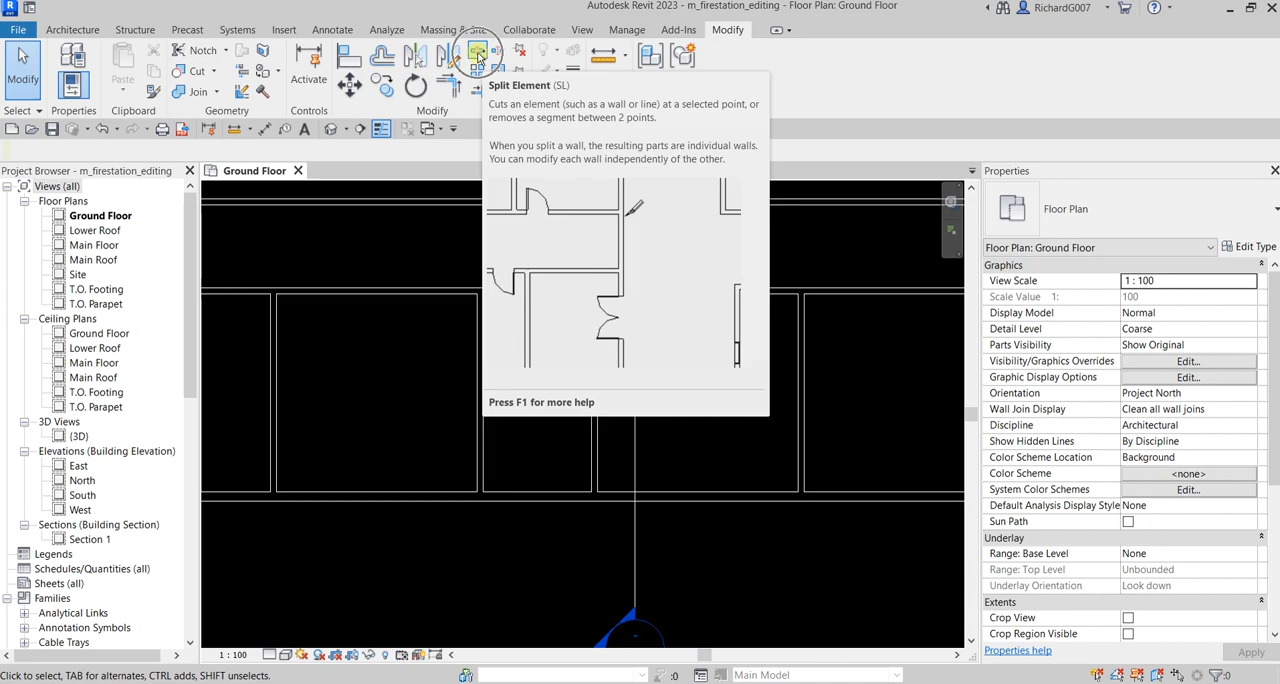 Autodesk Revit 2023 - m_firestation_editing - Floor Plan: Ground Floor
RichardG007
File Architecture Structure Precast Systems Insert Annotate Analyze Massing & Site Collaborate View Manage Add-Ins Modify
Modify
Paste
Notch
Cut
Join
Activate
Select Properties Clipboard Geometry Controls Modify
Split Element (SL)
Cuts an element (such as a wall or line) at a selected point, or
removes a segment between 2 points.
When you split a wall, the resulting parts are individual walls.
You can modify each wall independently of the other.
Press F1 for more help
Project Browser - m_firestation_editing
Views (all)
Floor Plans
Ground Floor
Lower Roof
Main Floor
Main Roof
Site
T.O. Footing
T.O. Parapet
Ceiling Plans
Ground Floor
Lower Roof
Main Floor
Main Roof
T.O. Footing
T.O. Parapet
3D Views
{3D}
Elevations (Building Elevation)
East
North
South
West
Sections (Building Section)
Section 1
Legends
Schedules/Quantities (all)
Sheets (all)
Families
Analytical Links
Annotation Symbols
Cable Trays
Ground Floor
Properties
Floor Plan
Floor Plan: Ground Floor Edit Type
Graphics
View Scale 1 : 100
Scale Value 1: 100
Display Model Normal
Detail Level Coarse
Parts Visibility Show Original
Visibility/Graphics Overrides Edit...
Graphic Display Options Edit...
Orientation Project North
Wall Join Display Clean all wall joins
Discipline Architectural
Show Hidden Lines By Discipline
Color Scheme Location Background
Color Scheme <none>
System Color Schemes Edit...
Default Analysis Display Style None
Sun Path
Underlay
Range: Base Level None
Range: Top Level Unbounded
Underlay Orientation Look down
Extents
Crop View
Crop Region Visible
Properties help Apply
1 : 100
Click to select, TAB for alternates, CTRL adds, SHIFT unselects.
:0
Main Model
:0